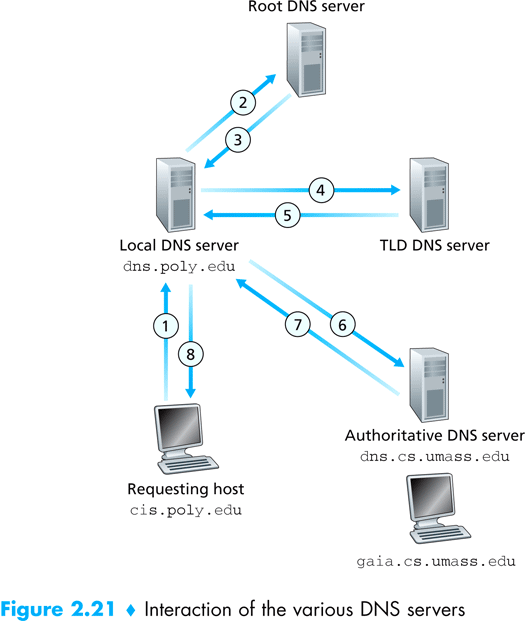 Root DNS server
2
3
4
5
Local DNS server
dns.poly.edu
TLD DNS server
1
8
7
6
Authoritative DNS server
dns.cs.umass.edu
Requesting host
cis.poly.edu
gaia.cs.umass.edu
Figure 2.21 ♦ Interaction of the various DNS servers